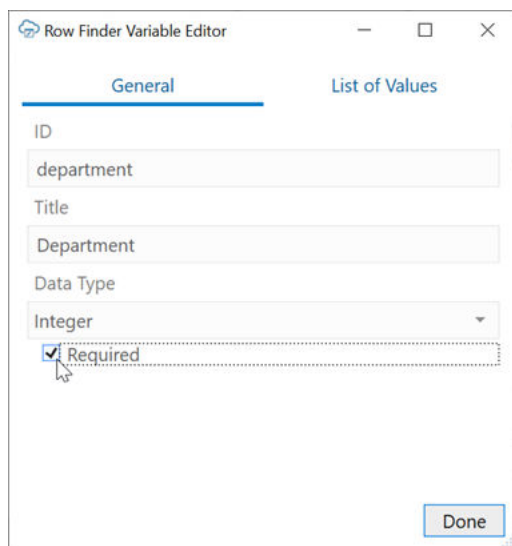 Row Finder Variable Editor
General List of Values
ID
department
Title
Department
Data Type
Integer
Required
Done